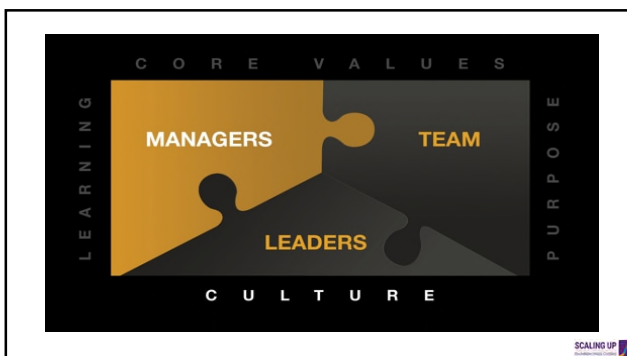 CORE VALUES
LEARNING
MANAGERS
TEAM
PURPOSE
LEADERS
CULTURE
SCALING UP